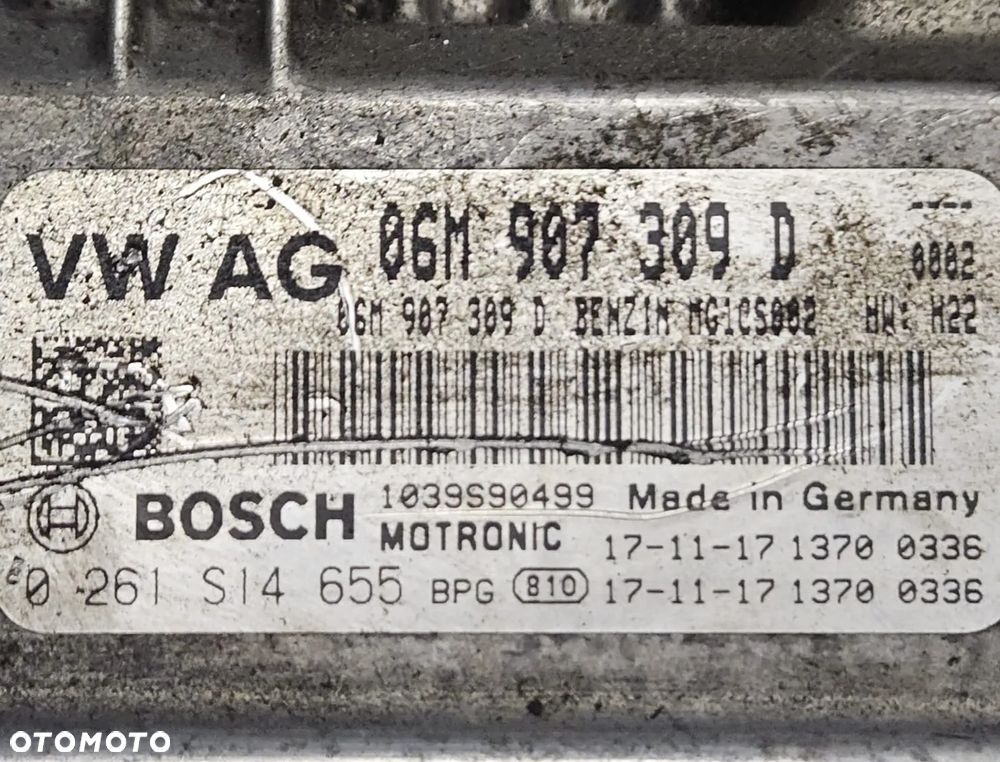 VW AG 06M 907 309 D ----
0002
06M 907 309 D BENZIN MG1CS002 HW: H22
BOSCH 1039S90499 Made in Germany
MOTRONIC 17-11-17 1370 0336
0 261 S14 655 BPG 810 17-11-17 1370 0336
OTOMOTO